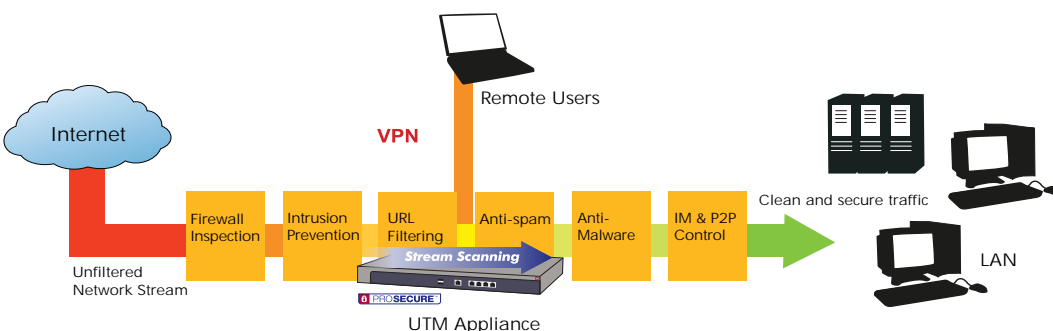 Internet
Unfiltered
Network Stream
Firewall
Inspection
Intrusion
Prevention
VPN
Remote Users
URL
Filtering
Anti-spam
Stream Scanning
PROSECURE™
UTM Appliance
Anti-
Malware
IM & P2P
Control
Clean and secure traffic
LAN